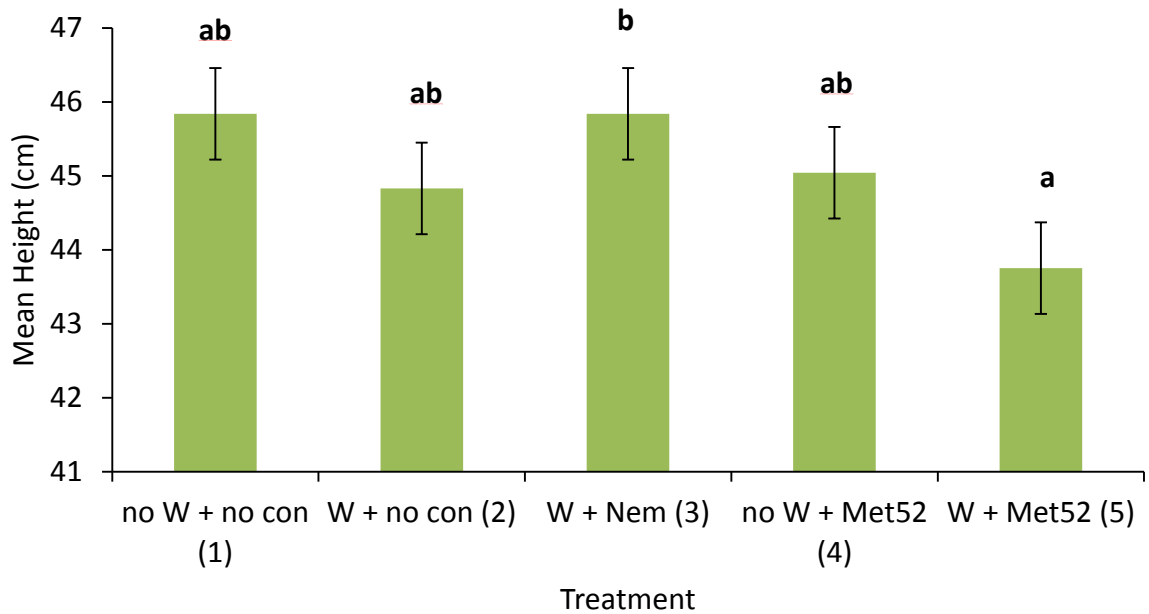 47
46
45
44
43
42
41
Mean Height (cm)
ab
ab
b
ab
a
no W + no con
(1)
W + no con (2)
W + Nem (3)
no W + Met52
(4)
W + Met52 (5)
Treatment